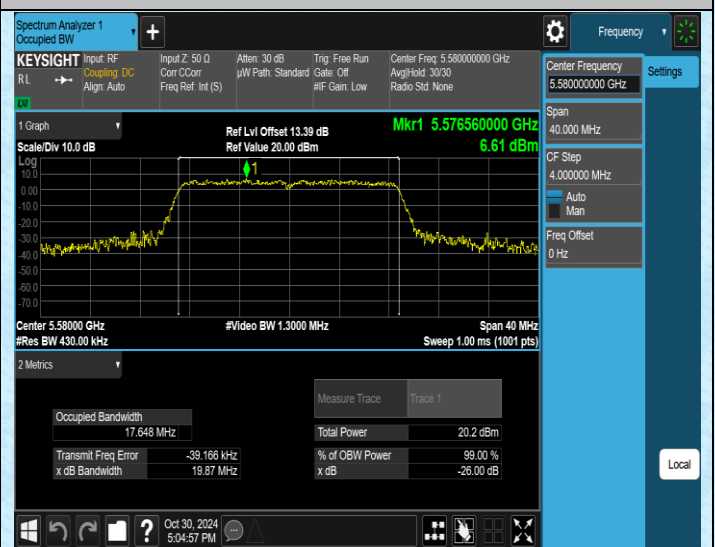 Spectrum Analyzer 1
Occupied BW
+
Frequency
KEYSIGHT
RL
Input: RF
Coupling: DC
Align: Auto
Input Z: 50 Ω
Corr CCorr
Freq Ref: Int (S)
Atten: 30 dB
µW Path: Standard
Trig: Free Run
Gate: Off
#IF Gain: Low
Center Freq: 5.580000000 GHz
Avg|Hold: 30/30
Radio Std: None
LXI
1 Graph
Scale/Div 10.0 dB
Ref Lvl Offset 13.39 dB
Ref Value 20.00 dBm
Mkr1 5.576560000 GHz
6.61 dBm
Log
10.0
0.00
-10.0
-20.0
-30.0
-40.0
-50.0
-60.0
-70.0
1
Center 5.58000 GHz
#Res BW 430.00 kHz
#Video BW 1.3000 MHz
Span 40 MHz
Sweep 1.00 ms (1001 pts)
2 Metrics
Measure Trace
Trace 1
Occupied Bandwidth
17.648 MHz
Total Power 20.2 dBm
Transmit Freq Error -39.166 kHz
% of OBW Power 99.00 %
x dB Bandwidth 19.87 MHz
x dB -26.00 dB
Center Frequency
5.580000000 GHz
Settings
Span
40.000 MHz
CF Step
4.000000 MHz
Auto
Man
Freq Offset
0 Hz
Local
?
Oct 30, 2024
5:04:57 PM